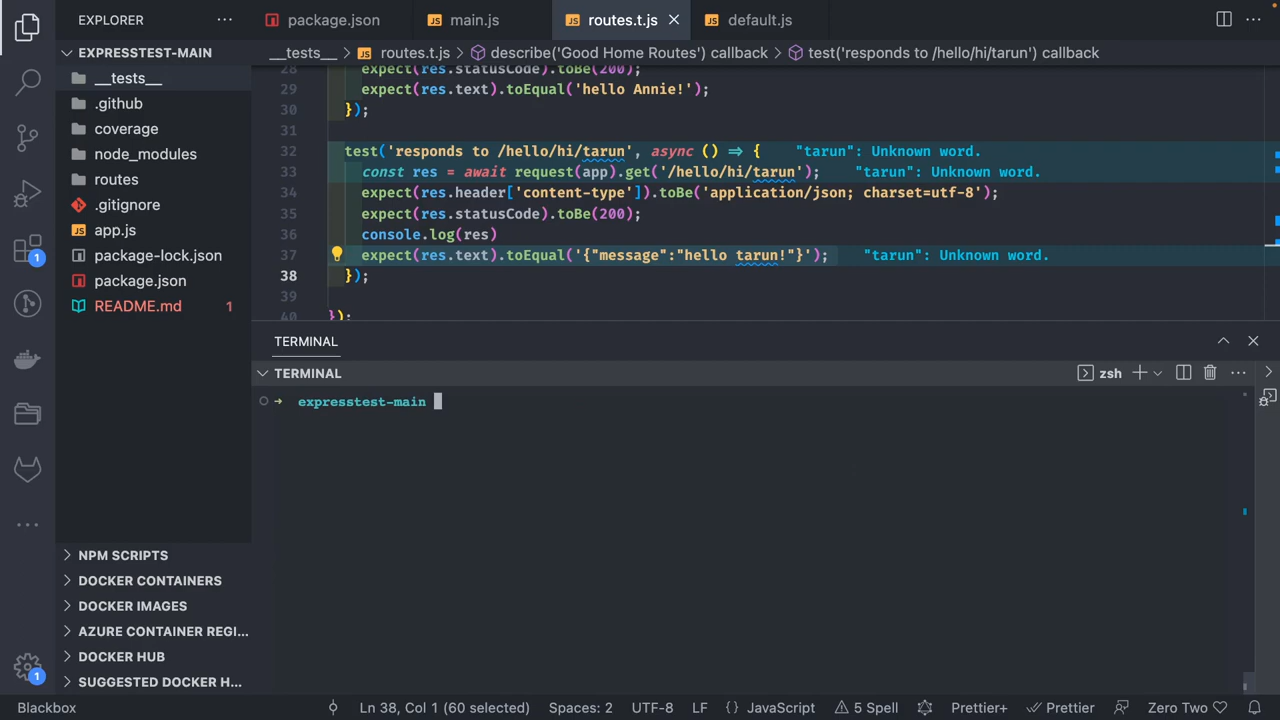 EXPLORER
package.json
main.js
routes.t.js
default.js
EXPRESSTEST-MAIN
__tests__
.github
coverage
node_modules
routes
.gitignore
app.js
package-lock.json
package.json
README.md 1
NPM SCRIPTS
DOCKER CONTAINERS
DOCKER IMAGES
AZURE CONTAINER REGI...
DOCKER HUB
SUGGESTED DOCKER H...
1
1
__tests__ > routes.t.js > describe('Good Home Routes') callback > test('responds to /hello/hi/tarun') callback
28 expect(res.statusCode).toBe(200);
29 expect(res.text).toEqual('hello Annie!');
30 });
31
32 test('responds to /hello/hi/tarun', async () => { "tarun": Unknown word.
33 const res = await request(app).get('/hello/hi/tarun'); "tarun": Unknown word.
34 expect(res.header['content-type']).toBe('application/json; charset=utf-8');
35 expect(res.statusCode).toBe(200);
36 console.log(res)
37 expect(res.text).toEqual('{"message":"hello tarun!"}'); "tarun": Unknown word.
38 });
39
40 });
TERMINAL
TERMINAL
zsh
→ expresstest-main
Blackbox
Ln 38, Col 1 (60 selected)
Spaces: 2
UTF-8
LF
{} JavaScript
5 Spell
Prettier+
Prettier
Zero Two